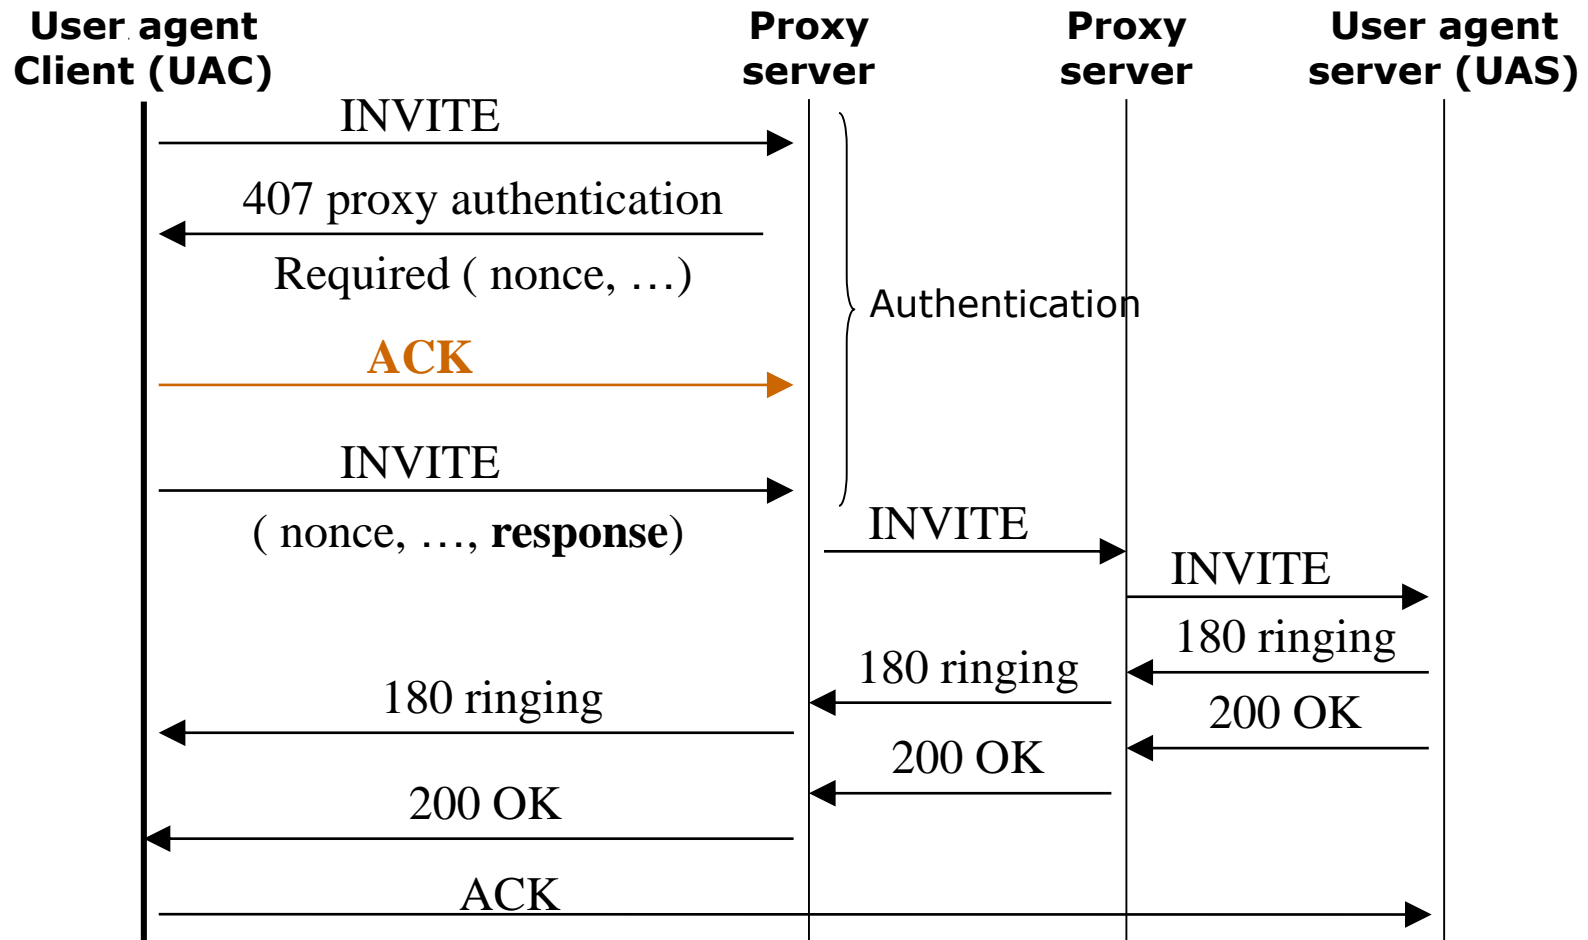 User agent
Client (UAC)
Proxy
server
Proxy
server
User agent
server (UAS)
INVITE
407 proxy authentication
Required ( nonce, …)
Authentication
ACK
INVITE
( nonce, …, response)
INVITE
INVITE
180 ringing
180 ringing
180 ringing
200 OK
200 OK
200 OK
ACK